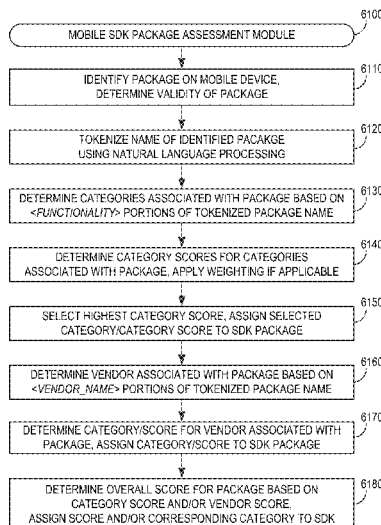 6100
MOBILE SDK PACKAGE ASSESSMENT MODULE
6110
IDENTIFY PACKAGE ON MOBILE DEVICE,
DETERMINE VALIDITY OF PACKAGE
6120
TOKENIZE NAME OF IDENTIFIED PACAKGE
USING NATURAL LANGUAGE PROCESSING
6130
DETERMINE CATEGORIES ASSOCIATED WITH PACKAGE BASED ON
<FUNCTIONALITY> PORTIONS OF TOKENIZED PACKAGE NAME
6140
DETERMINE CATEGORY SCORES FOR CATEGORIES
ASSOCIATED WITH PACKAGE, APPLY WEIGHTING IF APPLICABLE
6150
SELECT HIGHEST CATEGORY SCORE, ASSIGN SELECTED
CATEGORY/CATEGORY SCORE TO SDK PACKAGE
6160
DETERMINE VENDOR ASSOCIATED WITH PACKAGE BASED ON
<VENDOR_NAME> PORTIONS OF TOKENIZED PACKAGE NAME
6170
DETERMINE CATEGORY/SCORE FOR VENDOR ASSOCIATED WITH
PACKAGE, ASSIGN CATEGORY/SCORE TO SDK PACKAGE
6180
DETERMINE OVERALL SCORE FOR PACKAGE BASED ON
CATEGORY SCORE AND/OR VENDOR SCORE,
ASSIGN SCORE AND/OR CORRESPONDING CATEGORY TO SDK